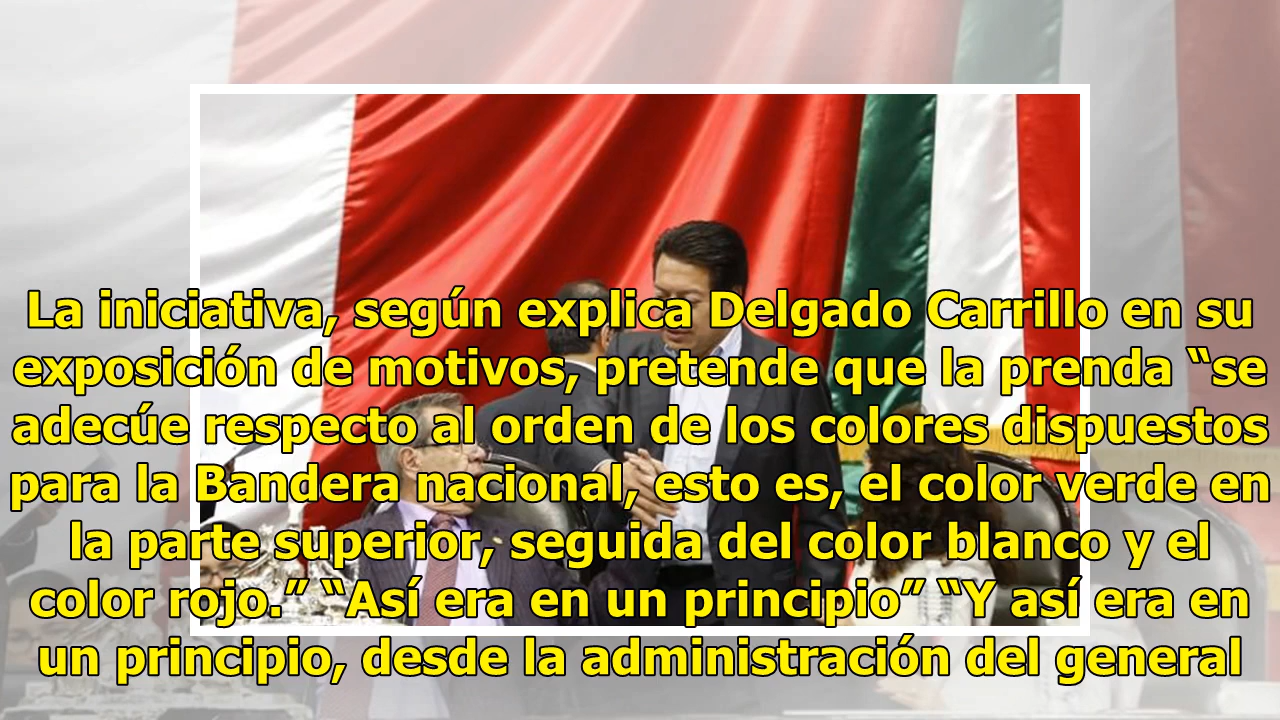 La iniciativa, según explica Delgado Carrillo en su
exposición de motivos, pretende que la prenda “se
adecúe respecto al orden de los colores dispuestos
para la Bandera nacional, esto es, el color verde en
la parte superior, seguida del color blanco y el
color rojo.” “Así era en un principio” “Y así era en
un principio, desde la administración del general